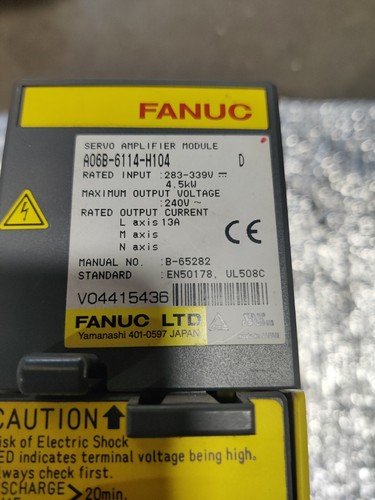 FANUC
SERVO AMPLIFIER MODULE
A06B-6114-H104 D
RATED INPUT :283-339V ⎓
4.5kW
MAXIMUM OUTPUT VOLTAGE
:240V ~
RATED OUTPUT CURRENT
L axis 13A
M axis
N axis
CE
MANUAL NO. :B-65282
STANDARD :EN50178, UL508C
V04415436
FANUC LTD
Yamanashi 401-0597 JAPAN
CAUTION
isk of Electric Shock
ED indicates terminal voltage being high.
lways check first.
DISCHARGE > 20min.